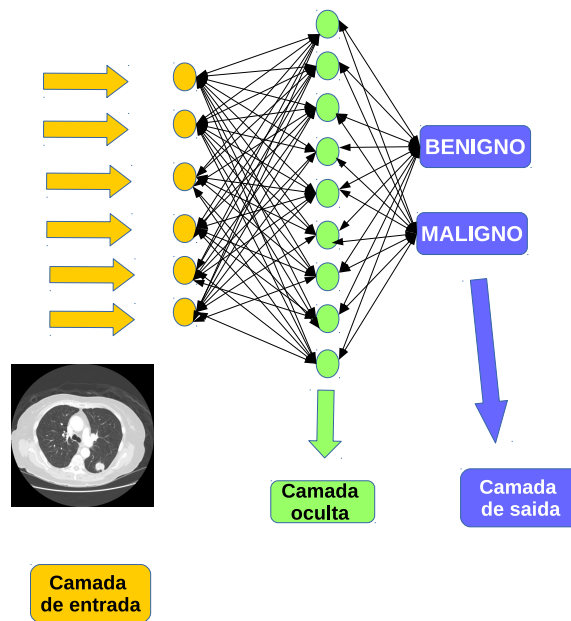 BENIGNO
MALIGNO
Camada
oculta
Camada
de saida
Camada
de entrada